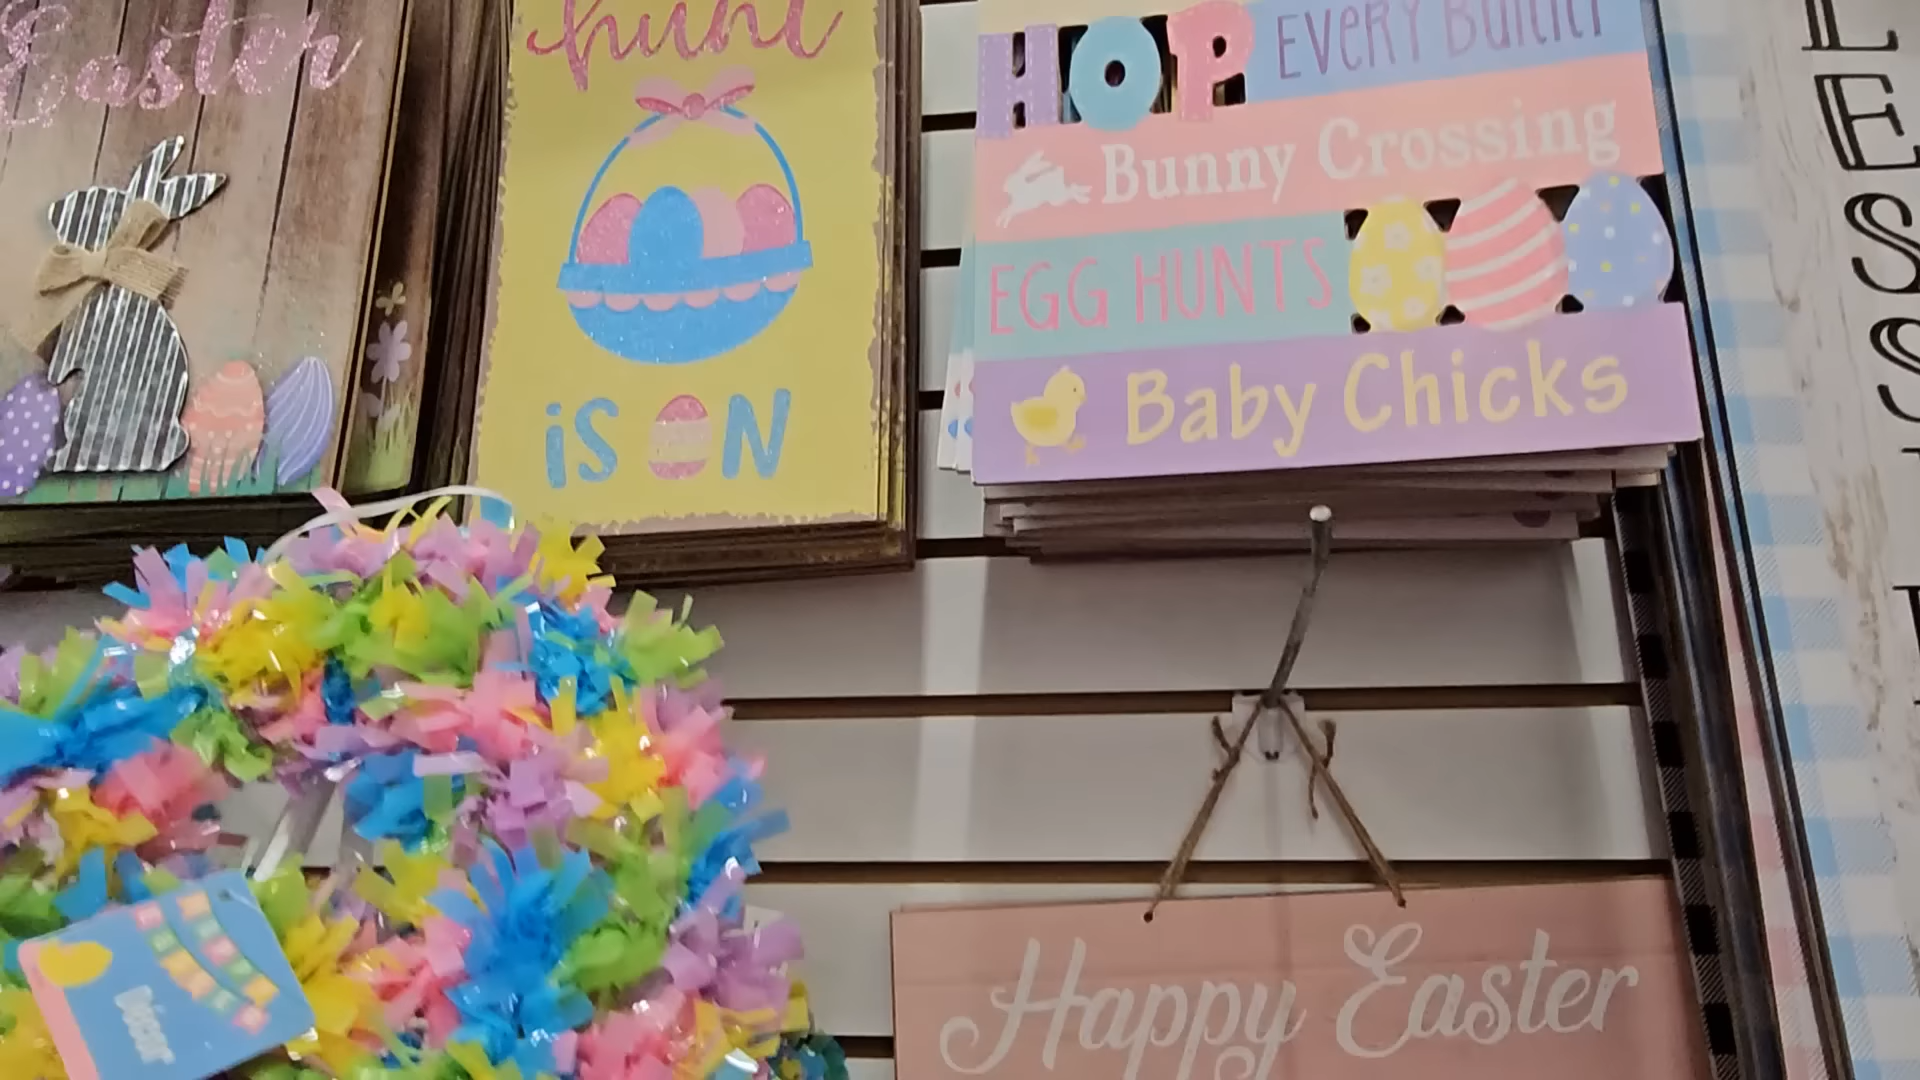 Easter
hunt
iS ON
HOP EVERY BUNNY
Bunny Crossing
EGG HUNTS
Baby Chicks
Happy Easter
L
E
S
S